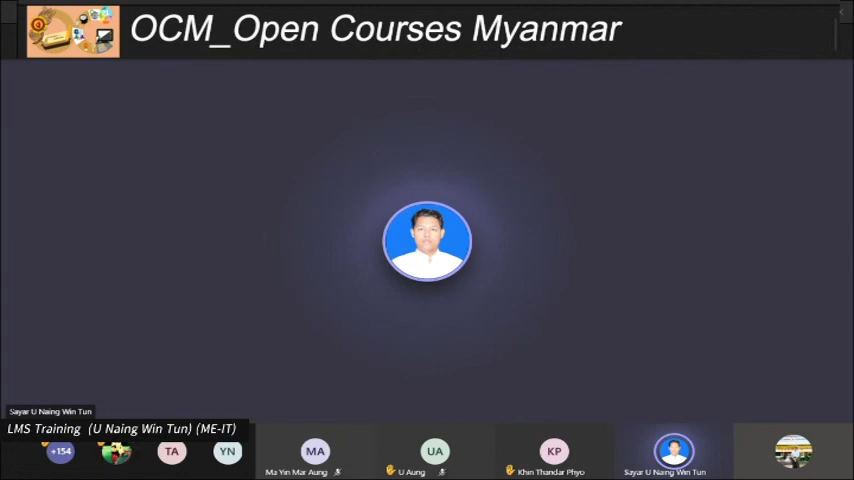 OCM_Open Courses Myanmar
Sayar U Naing Win Tun
LMS Training (U Naing Win Tun) (ME-IT)
+154
TA
YN
MA
UA
KP
Ma Yin Mar Aung
U Aung
Khin Thandar Phyo
Sayar U Naing Win Tun